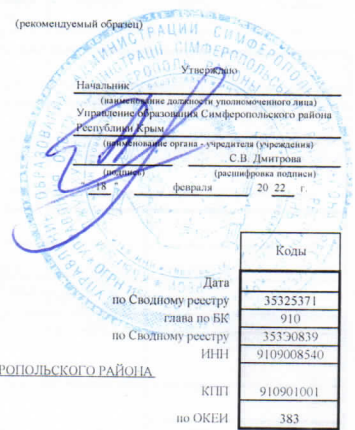 (рекомендуемый образец)
Утверждаю
Начальник
(наименование должности уполномоченного лица)
Управление образования Симферопольского района
Республики Крым
(наименование органа - учредителя (учреждения)
С.В. Дмитрова
(подпись) (расшифровка подписи)
18 февраля 20 22 г.
Коды
Дата
по Сводному реестру 35325371
глава по БК 910
по Сводному реестру 35330839
ИНН 9109008540
РОПОЛЬСКОГО РАЙОНА
КПП 910901001
по ОКЕИ 383